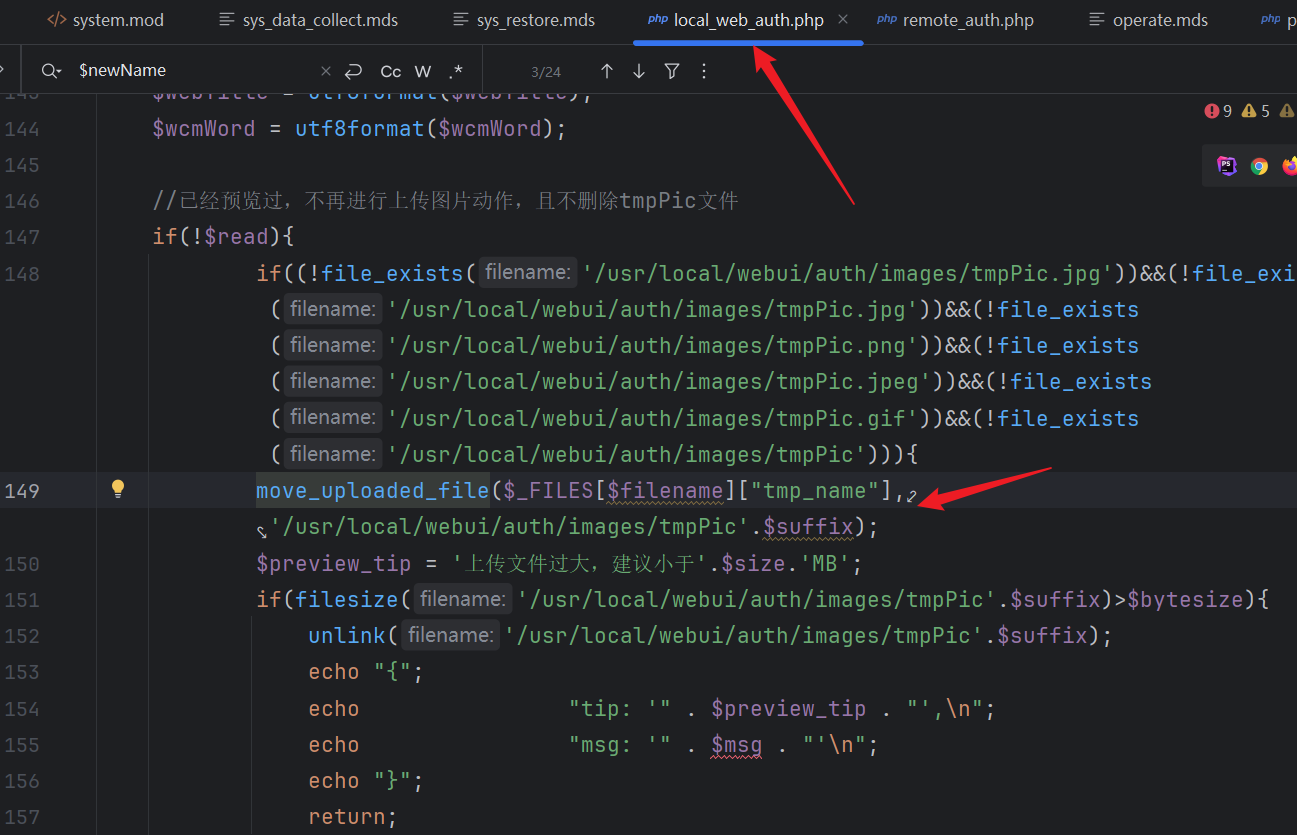 system.mod sys_data_collect.mds sys_restore.mds php local_web_auth.php × php remote_auth.php operate.mds php p
$newName × Cc W .* 3/24
143 $webTitle = utf8format($webTitle);
9 5
144 $wcmWord = utf8format($wcmWord);
145
146 //已经预览过，不再进行上传图片动作，且不删除tmpPic文件
147 if(!$read){
148 if((!file_exists( filename: '/usr/local/webui/auth/images/tmpPic.jpg'))&&(!file_exi
( filename: '/usr/local/webui/auth/images/tmpPic.jpg'))&&(!file_exists
( filename: '/usr/local/webui/auth/images/tmpPic.png'))&&(!file_exists
( filename: '/usr/local/webui/auth/images/tmpPic.jpeg'))&&(!file_exists
( filename: '/usr/local/webui/auth/images/tmpPic.gif'))&&(!file_exists
( filename: '/usr/local/webui/auth/images/tmpPic'))){
149 move_uploaded_file($_FILES[$filename]["tmp_name"],
'/usr/local/webui/auth/images/tmpPic'.$suffix);
150 $preview_tip = '上传文件过大，建议小于'.$size.'MB';
151 if(filesize( filename: '/usr/local/webui/auth/images/tmpPic'.$suffix)>$bytesize){
152 unlink( filename: '/usr/local/webui/auth/images/tmpPic'.$suffix);
153 echo "{";
154 echo "tip: '" . $preview_tip . "',\n";
155 echo "msg: '" . $msg . "'\n";
156 echo "}";
157 return;